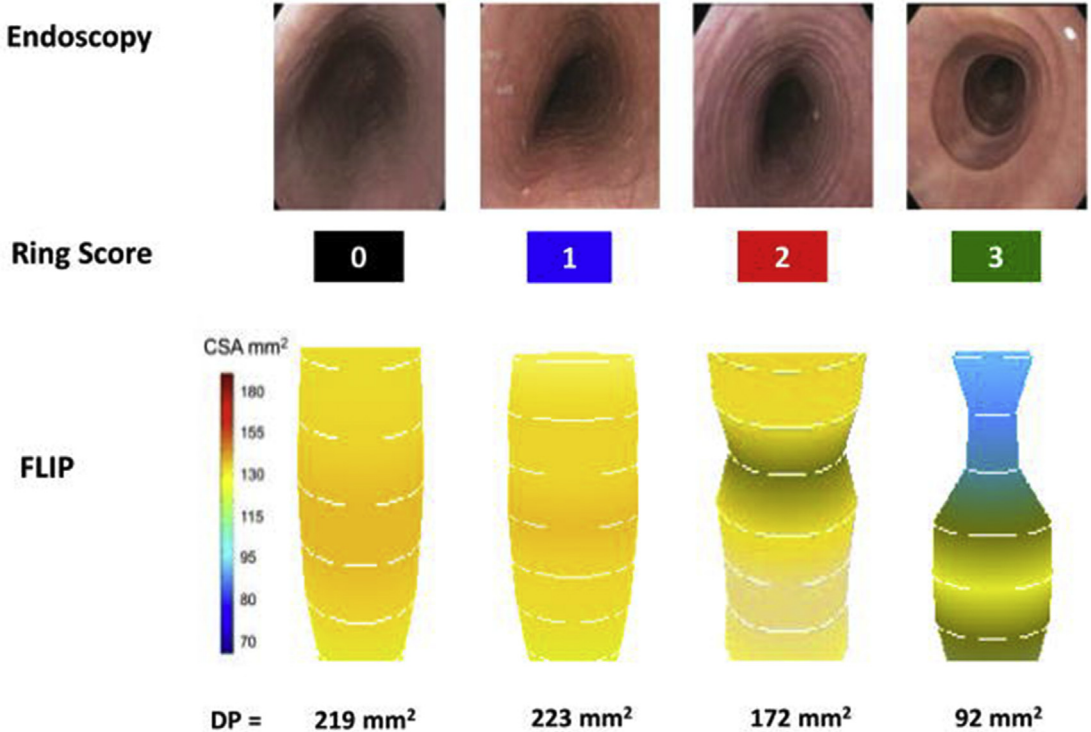 Endoscopy
Ring Score
0
1
2
3
CSA mm²
180
155
130
115
95
80
70
FLIP
DP =
219 mm²
223 mm²
172 mm²
92 mm²